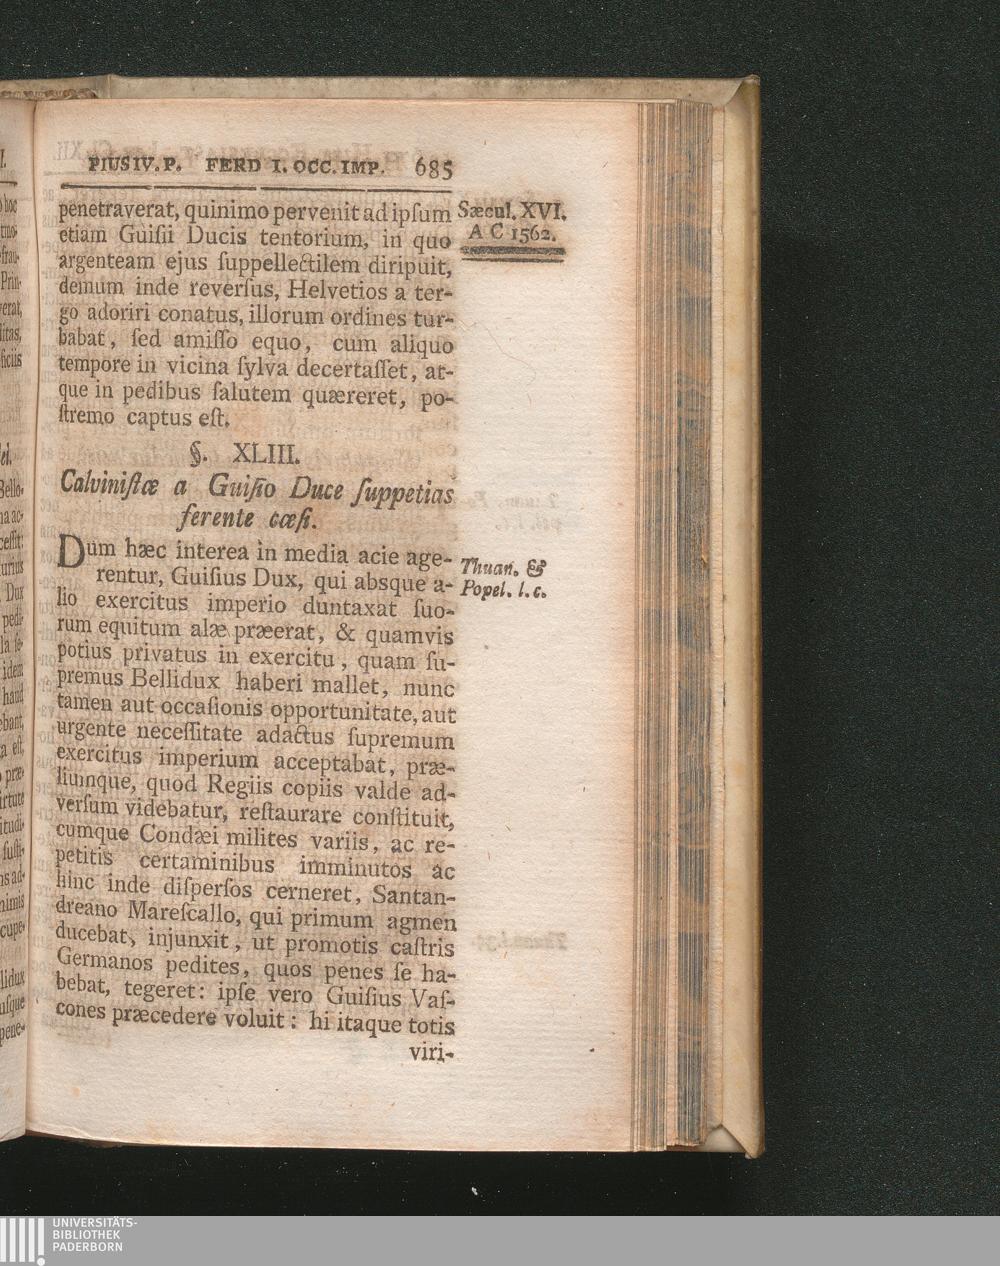 PIUS IV. P. FERD I. OCC. IMP. 685
penetraverat, quinimo pervenit ad ipſum
etiam Guiſii Ducis tentorium, in quo
argenteam ejus ſuppellectilem diripuit,
demum inde reverſus, Helvetios a ter-
go adoriri conatus, illorum ordines tur-
babat, ſed amiſſo equo, cum aliquo
tempore in vicina ſylva decertaſſet, at-
que in pedibus ſalutem quæreret, po-
ſtremo captus eſt.
Sæcul. XVI.
A C 1562.
§. XLIII.
Calviniſtæ a Guiſio Duce ſuppetias
ferente cæſi.
Dum hæc interea in media acie age-
rentur, Guiſius Dux, qui absque a-
lio exercitus imperio duntaxat ſuo-
rum equitum alæ præerat, & quamvis
potius privatus in exercitu, quam ſu-
premus Bellidux haberi mallet, nunc
tamen aut occaſionis opportunitate, aut
urgente neceſſitate adactus ſupremum
exercitus imperium acceptabat, præ-
liumque, quod Regiis copiis valde ad-
verſum videbatur, reſtaurare conſtituit,
cumque Condæi milites variis, ac re-
petitis certaminibus imminutos ac
hinc inde diſperſos cerneret, Santan-
dreano Mareſcallo, qui primum agmen
ducebat, injunxit, ut promotis caſtris
Germanos pedites, quos penes ſe ha-
bebat, tegeret: ipſe vero Guiſius Vaſ-
cones præcedere voluit: hi itaque totis
viri-
Thuan. &
Popel. l. c.
UNIVERSITÄTS-
BIBLIOTHEK
PADERBORN